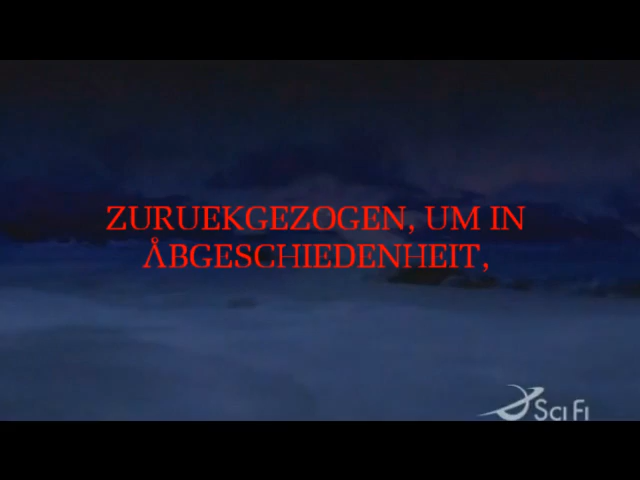 ZURUEKGEZOGEN, UM IN
ÅBGESCHIEDENHEIT,
SCI FI